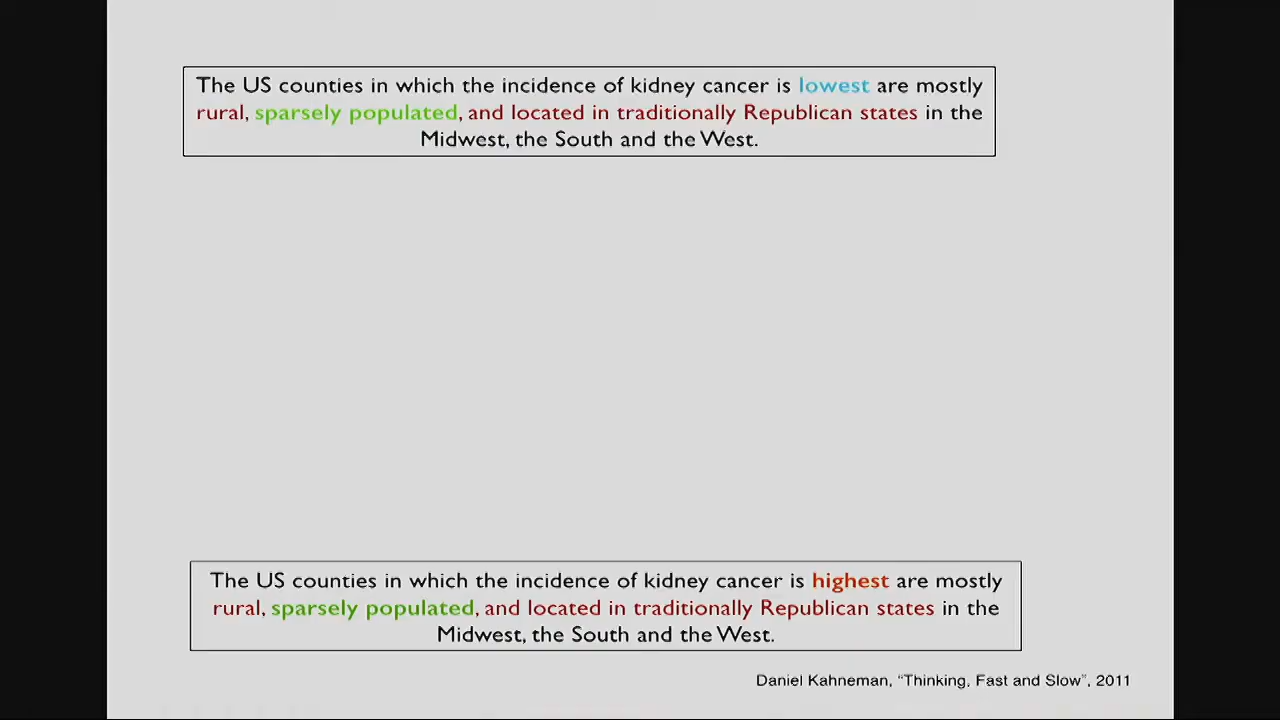 The US counties in which the incidence of kidney cancer is lowest are mostly
rural, sparsely populated, and located in traditionally Republican states in the
Midwest, the South and the West.
The US counties in which the incidence of kidney cancer is highest are mostly
rural, sparsely populated, and located in traditionally Republican states in the
Midwest, the South and the West.
Daniel Kahneman, “Thinking, Fast and Slow”, 2011